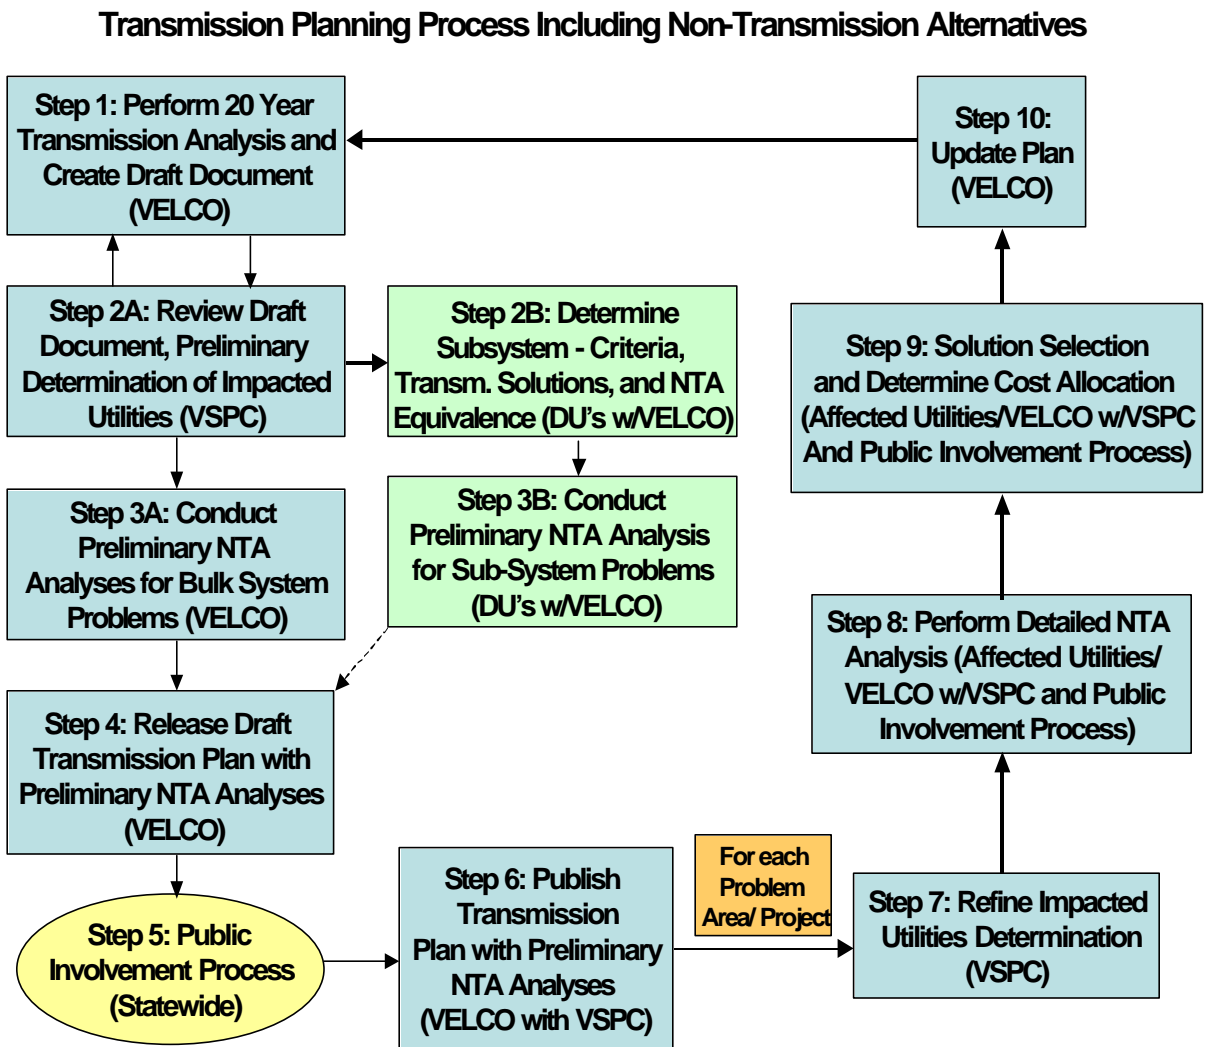 Transmission Planning Process Including Non-Transmission Alternatives
Step 1: Perform 20 Year
Transmission Analysis and
Create Draft Document
(VELCO)
Step 10:
Update Plan
(VELCO)
Step 2A: Review Draft
Document, Preliminary
Determination of Impacted
Utilities (VSPC)
Step 2B: Determine
Subsystem - Criteria,
Transm. Solutions, and NTA
Equivalence (DU's w/VELCO)
Step 9: Solution Selection
and Determine Cost Allocation
(Affected Utilities/VELCO w/VSPC
And Public Involvement Process)
Step 3A: Conduct
Preliminary NTA
Analyses for Bulk System
Problems (VELCO)
Step 3B: Conduct
Preliminary NTA Analysis
for Sub-System Problems
(DU's w/VELCO)
Step 8: Perform Detailed NTA
Analysis (Affected Utilities/
VELCO w/VSPC and Public
Involvement Process)
Step 4: Release Draft
Transmission Plan with
Preliminary NTA Analyses
(VELCO)
Step 5: Public
Involvement Process
(Statewide)
Step 6: Publish
Transmission
Plan with Preliminary
NTA Analyses
(VELCO with VSPC)
For each
Problem
Area/ Project
Step 7: Refine Impacted
Utilities Determination
(VSPC)